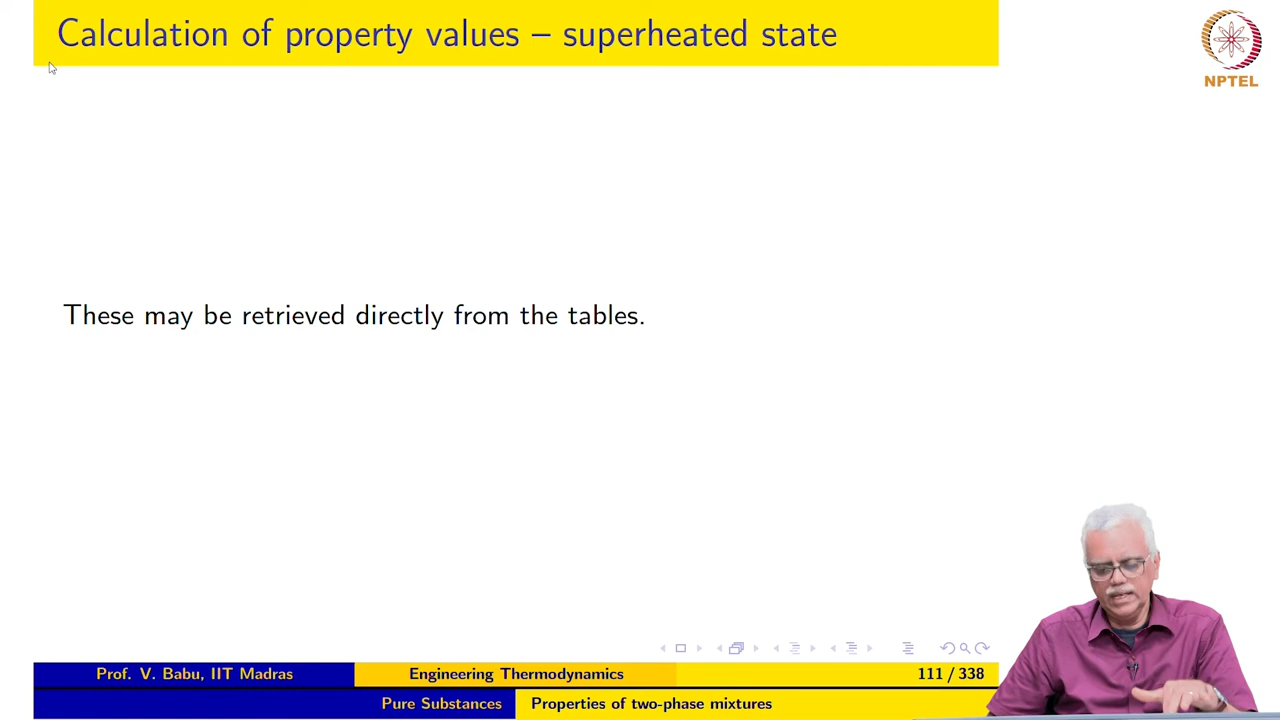 Calculation of property values – superheated state
NPTEL
These may be retrieved directly from the tables.
Prof. V. Babu, IIT Madras
Engineering Thermodynamics
111 / 338
Pure Substances
Properties of two-phase mixtures